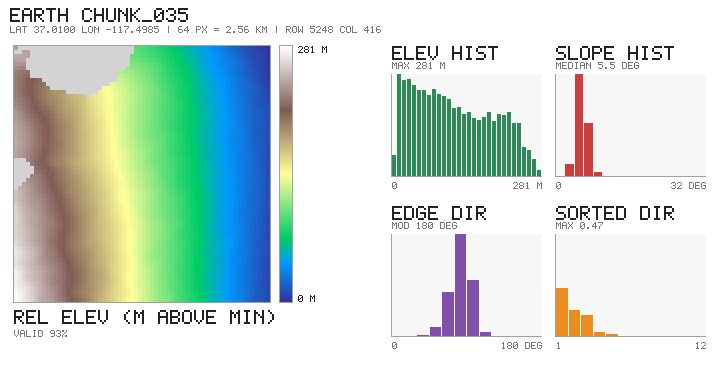 EARTH CHUNK_035
LAT 37.0100 LON -117.4985 | 64 PX = 2.56 KM | ROW 5248 COL 416
281 M
0 M
REL ELEV (M ABOVE MIN)
VALID 93%
ELEV HIST
MAX 281 M
0 281 M
SLOPE HIST
MEDIAN 5.5 DEG
0 32 DEG
EDGE DIR
MOD 180 DEG
0 180 DEG
SORTED DIR
MAX 0.47
1 12